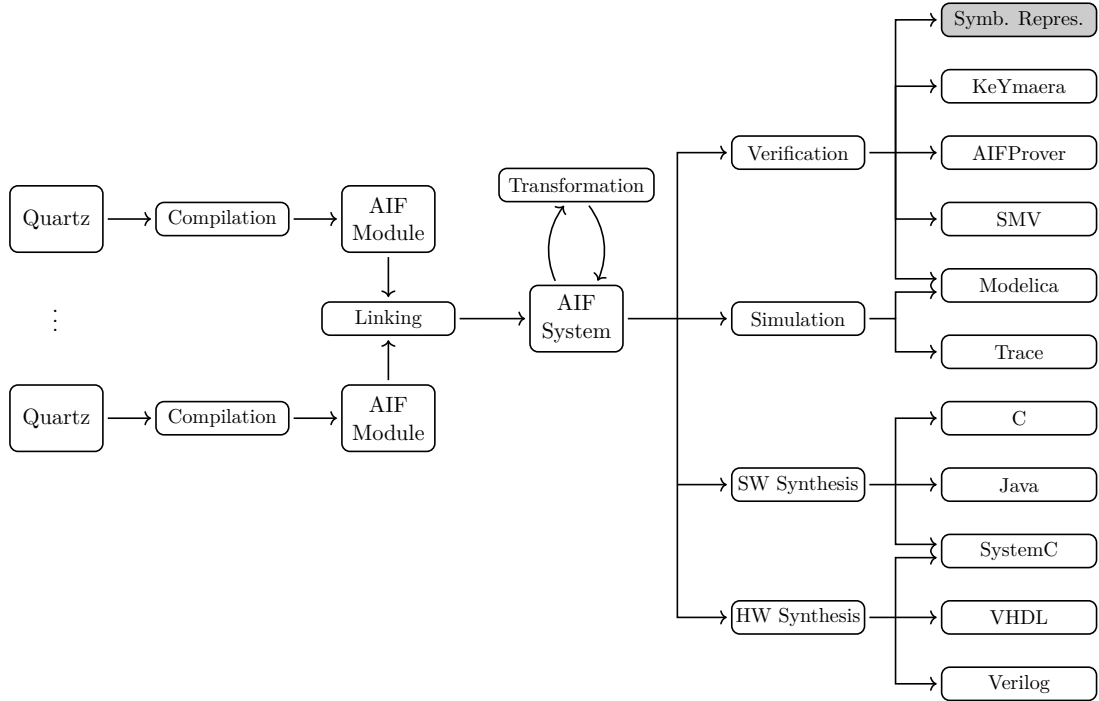 Symb. Repres.
KeYmaera
Verification
AIFProver
Transformation
Quartz
Compilation
AIF
Module
SMV
Modelica
⋮
Linking
AIF
System
Simulation
Trace
Quartz
Compilation
AIF
Module
C
SW Synthesis
Java
SystemC
HW Synthesis
VHDL
Verilog